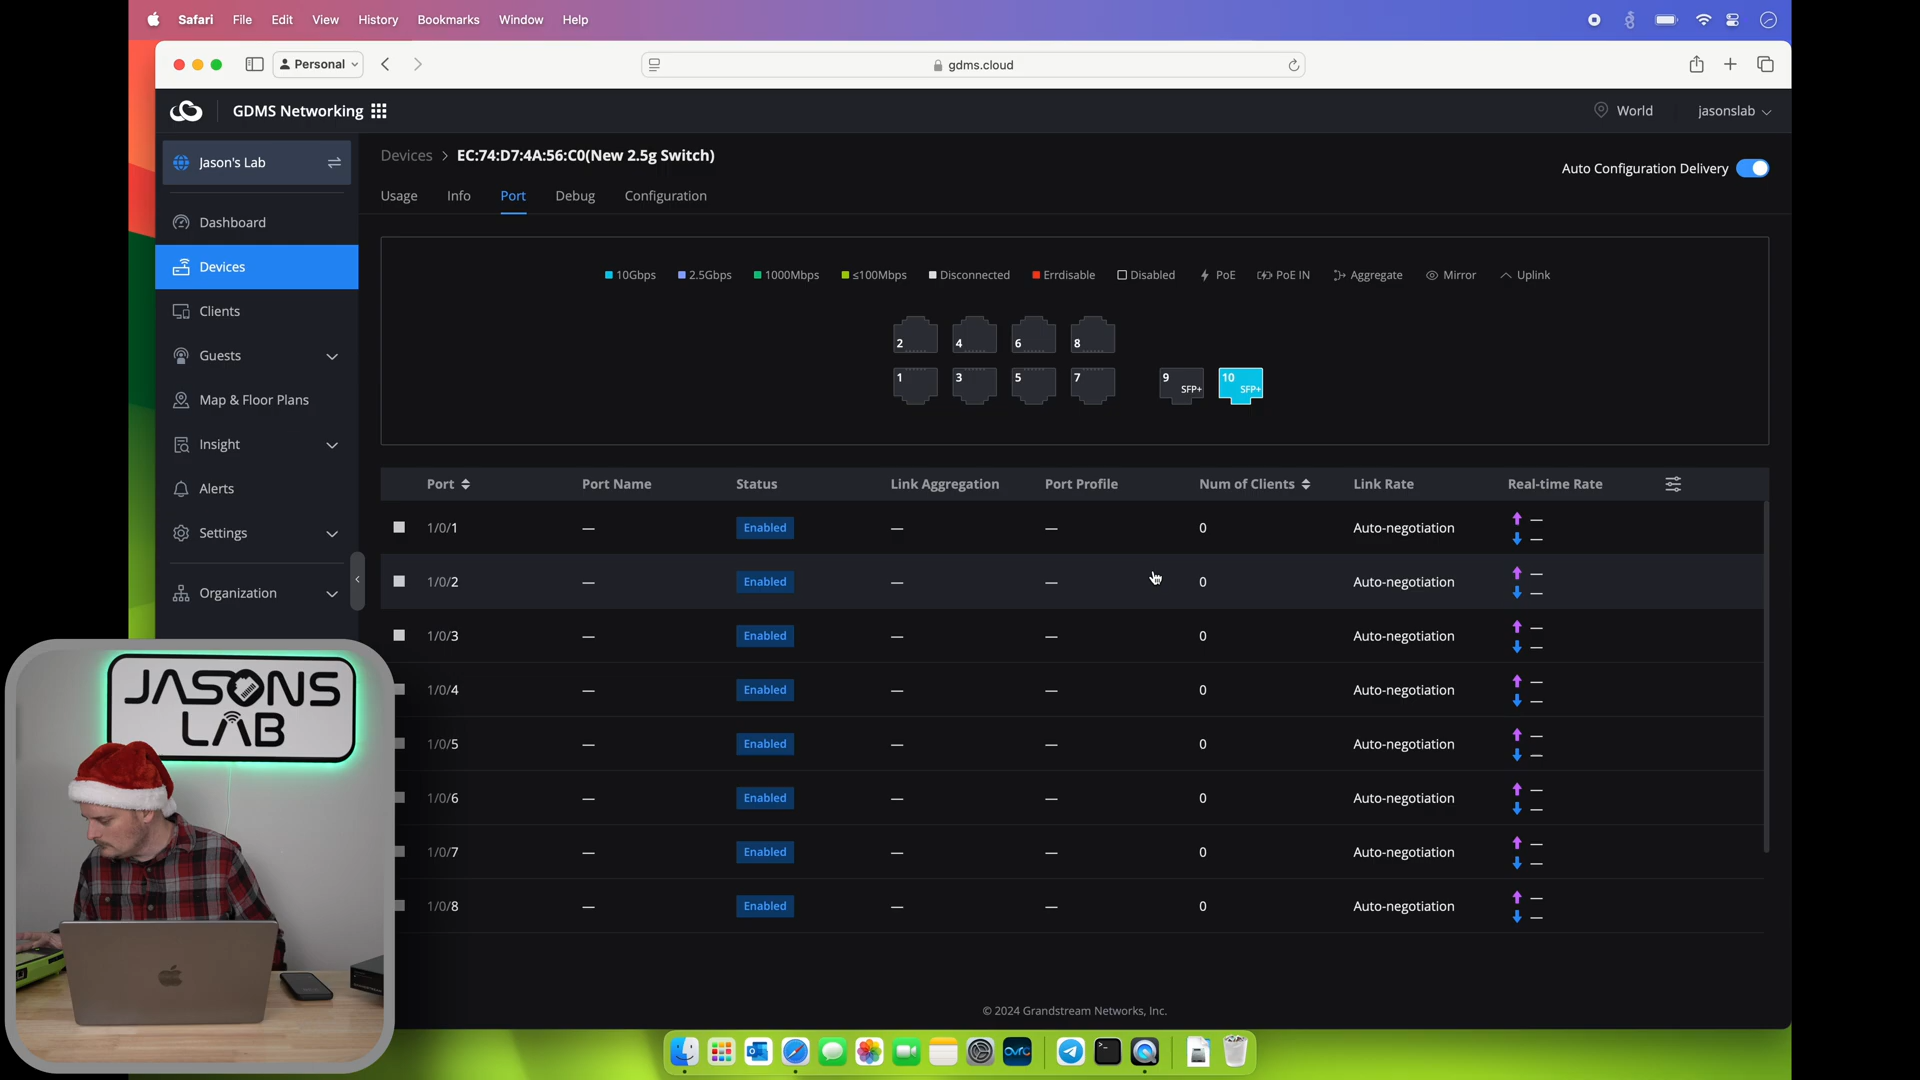 Safari File Edit View History Bookmarks Window Help
Personal
gdms.cloud
GDMS Networking
World
jasonslab
Jason's Lab
Devices > EC:74:D7:4A:56:C0(New 2.5g Switch)
Auto Configuration Delivery
Usage Info Port Debug Configuration
Dashboard
Devices
Clients
Guests
Map & Floor Plans
Insight
Alerts
Settings
Organization
10Gbps 2.5Gbps 1000Mbps ≤100Mbps Disconnected Errdisable Disabled PoE PoE IN Aggregate Mirror Uplink
2 4 6 8
1 3 5 7 9 SFP+ 10 SFP+
Port Port Name Status Link Aggregation Port Profile Num of Clients Link Rate Real-time Rate
1/0/1 — Enabled — — 0 Auto-negotiation — —
1/0/2 — Enabled — — 0 Auto-negotiation — —
1/0/3 — Enabled — — 0 Auto-negotiation — —
1/0/4 — Enabled — — 0 Auto-negotiation — —
1/0/5 — Enabled — — 0 Auto-negotiation — —
1/0/6 — Enabled — — 0 Auto-negotiation — —
1/0/7 — Enabled — — 0 Auto-negotiation — —
1/0/8 — Enabled — — 0 Auto-negotiation — —
© 2024 Grandstream Networks, Inc.
JASONS
LAB
ovrc